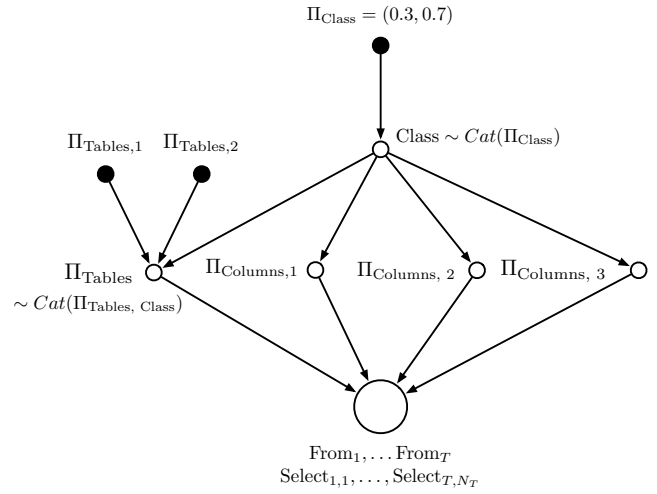 Π_Class = (0.3, 0.7)
Class ∼ Cat(Π_Class)
Π_Tables,1
Π_Tables,2
Π_Tables
∼ Cat(Π_Tables, Class)
Π_Columns,1
Π_Columns, 2
Π_Columns, 3
From_1, . . . From_T
Select_1,1, . . . , Select_T,N_T